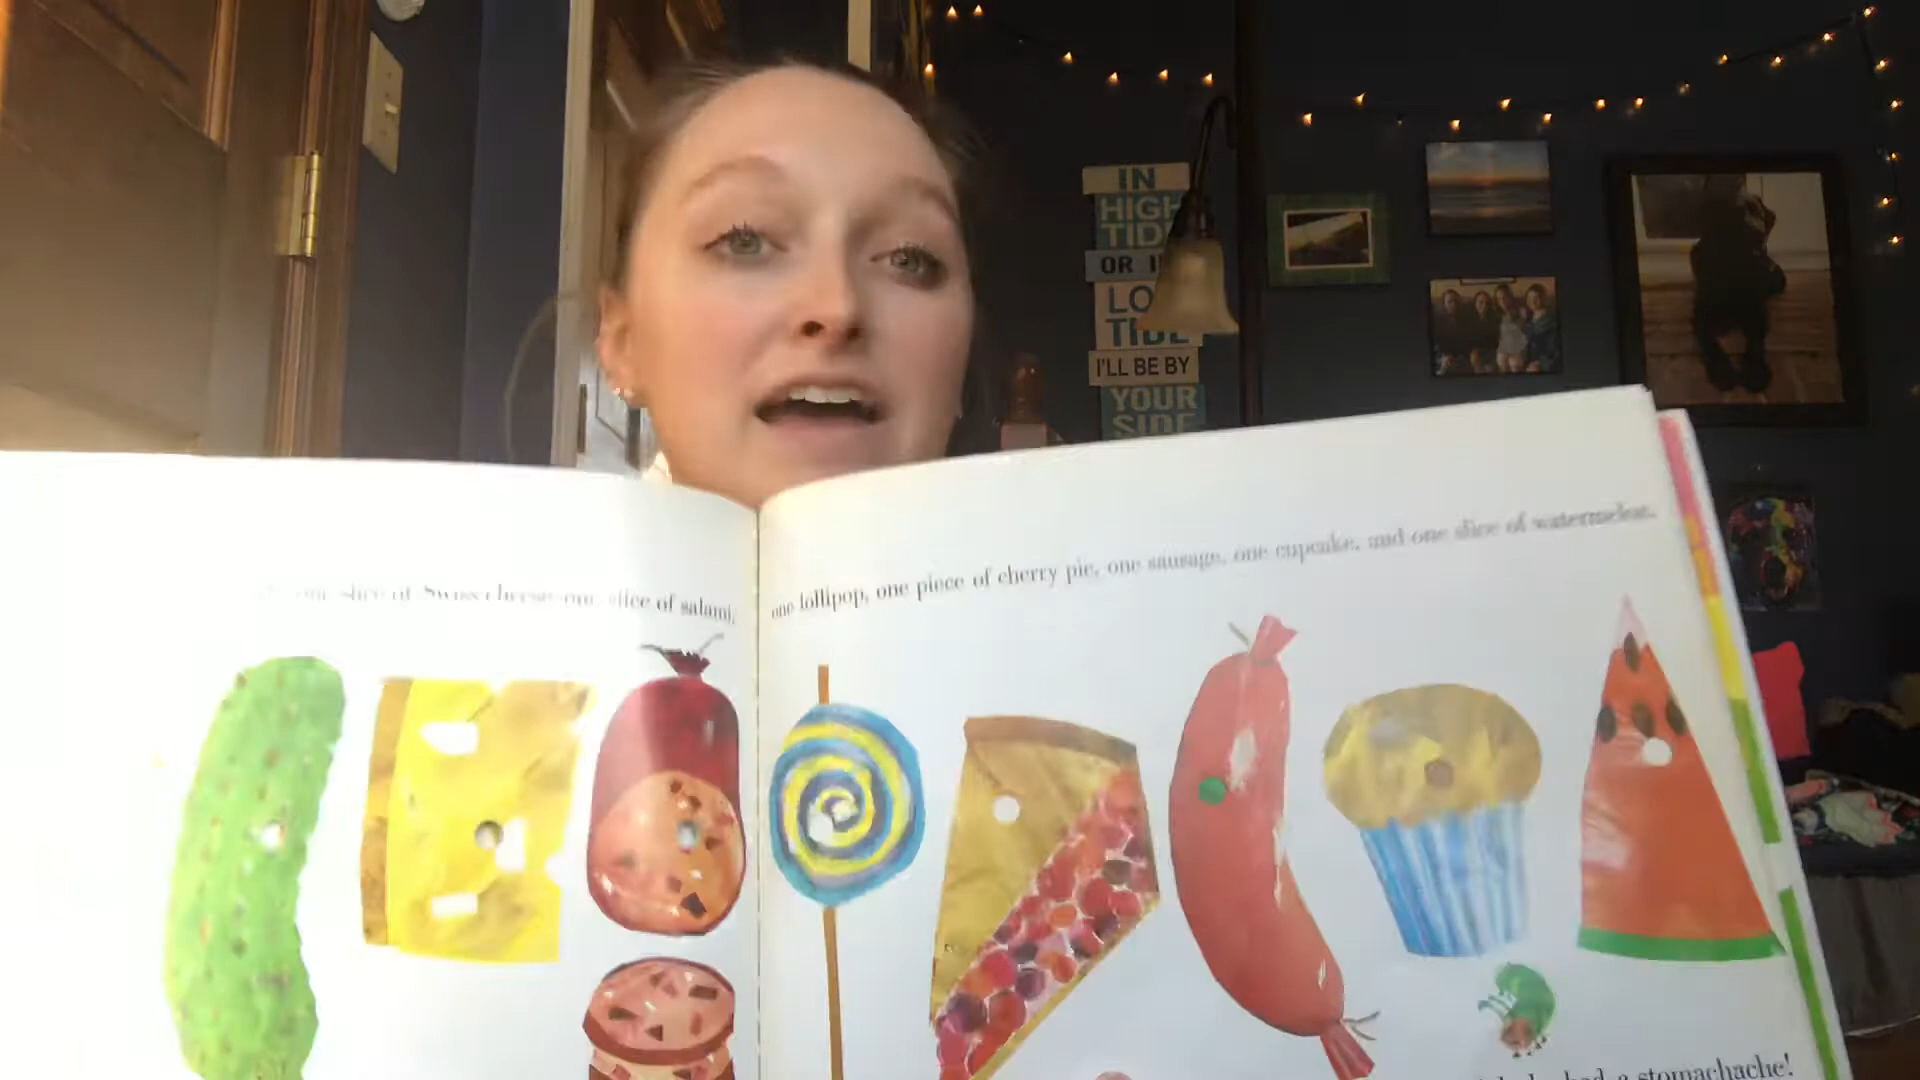 IN
HIGH
TID
OR I
LO
TIDE
I'LL BE BY
YOUR
SIDE
one slice of Swiss cheese, one slice of salami,
one lollipop, one piece of cherry pie, one sausage, one cupcake, and one slice of watermelon.
had a stomachache!